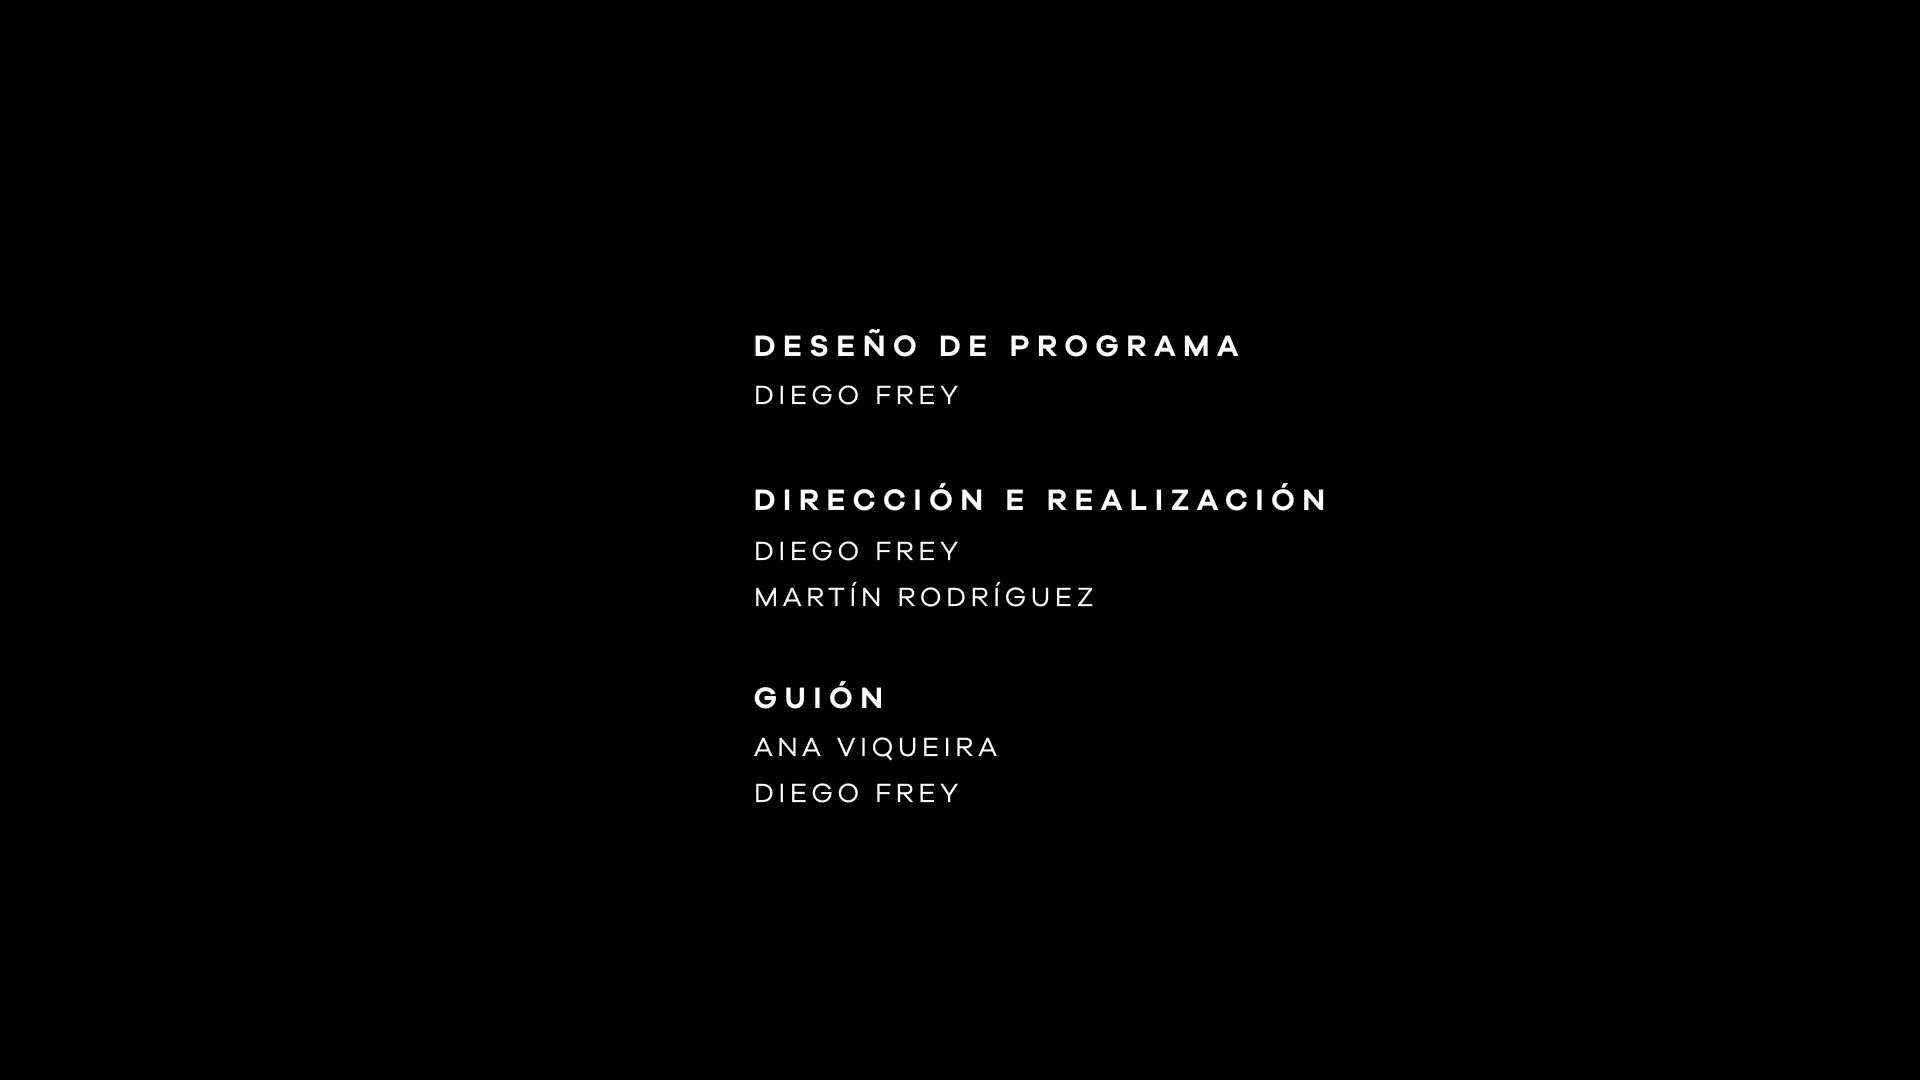 DESEÑO DE PROGRAMA
DIEGO FREY
DIRECCIÓN E REALIZACIÓN
DIEGO FREY
MARTÍN RODRÍGUEZ
GUIÓN
ANA VIQUEIRA
DIEGO FREY